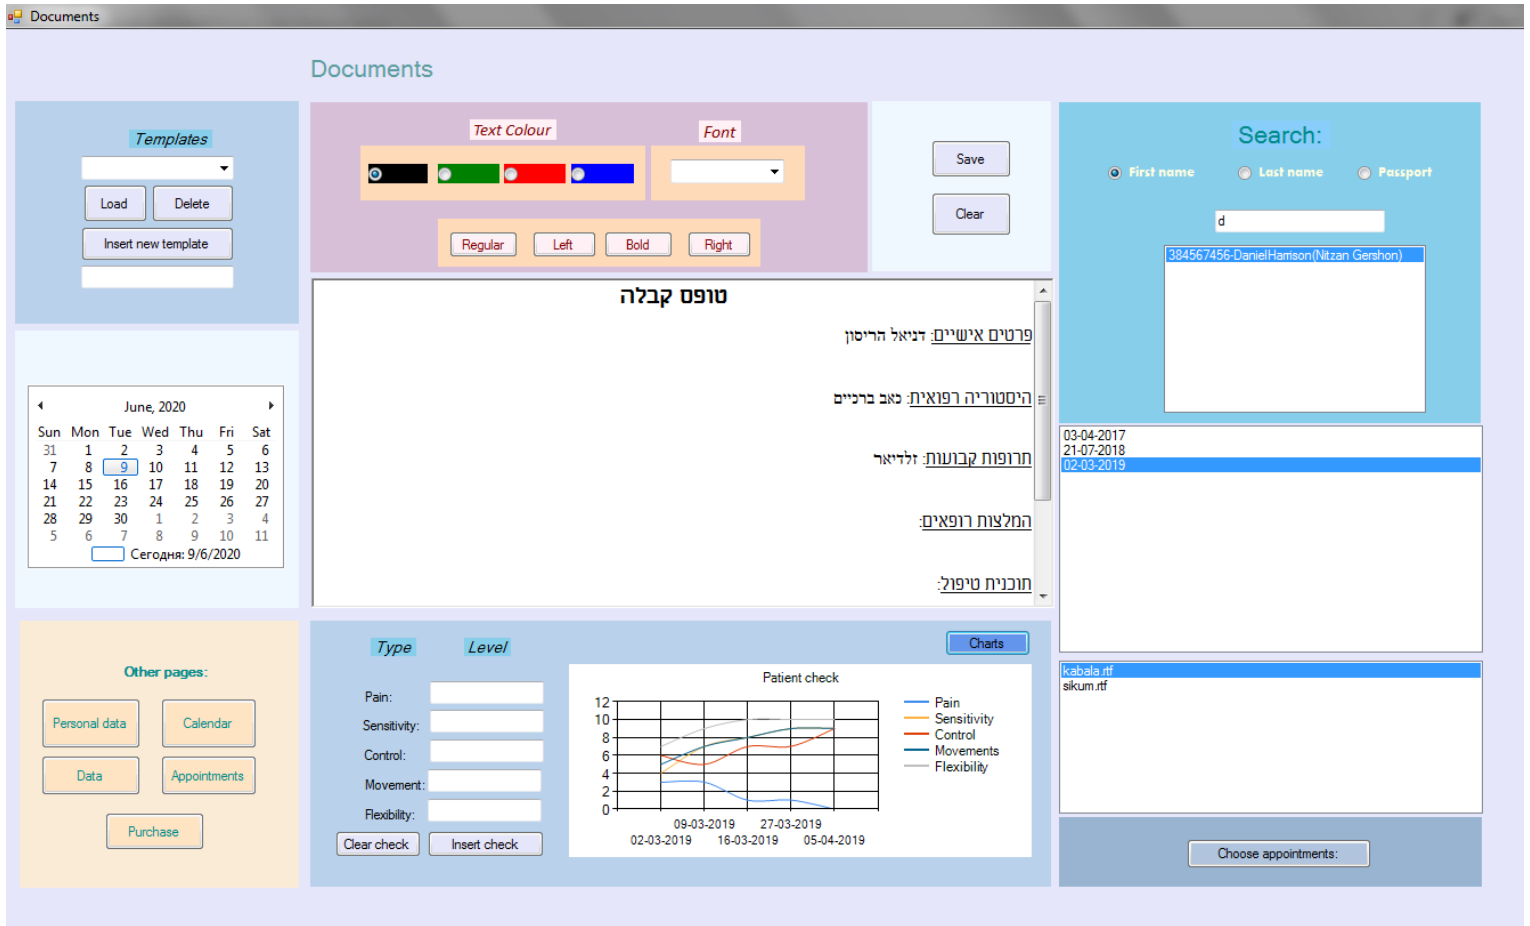 Documents
Documents
Templates
Load
Delete
Insert new template
Text Colour
Font
Regular
Left
Bold
Right
Save
Clear
Search:
First name
Last name
Passport
d
384567456-DanielHarrison(Nitzan Gershon)
June, 2020
Sun Mon Tue Wed Thu Fri Sat
31 1 2 3 4 5 6
7 8 9 10 11 12 13
14 15 16 17 18 19 20
21 22 23 24 25 26 27
28 29 30 1 2 3 4
5 6 7 8 9 10 11
Сегодня: 9/6/2020
טופס קבלה
פרטים אישיים: דניאל הריסון
היסטוריה רפואית: כאב ברכיים
תרופות קבועות: זלדיאר
המלצות רופאים:
תוכנית טיפול:
03-04-2017
21-07-2018
02-03-2019
kabala.rtf
sikum.rtf
Choose appointments:
Other pages:
Personal data
Calendar
Data
Appointments
Purchase
Type
Level
Pain:
Sensitivity:
Control:
Movement:
Flexibility:
Clear check
Insert check
Charts
Patient check
12
10
8
6
4
2
0
09-03-2019 27-03-2019
02-03-2019 16-03-2019 05-04-2019
Pain
Sensitivity
Control
Movements
Flexibility